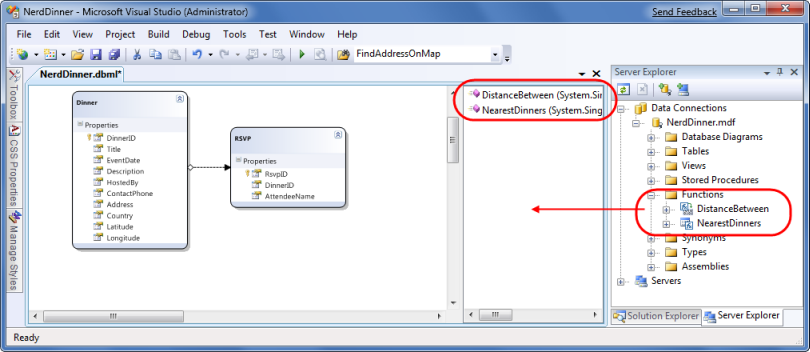 NerdDinner - Microsoft Visual Studio (Administrator)
Send Feedback
File Edit View Project Build Debug Tools Test Window Help
FindAddressOnMap
NerdDinner.dbml*
Toolbox
CSS Properties
Manage Styles
Dinner
Properties
DinnerID
Title
EventDate
Description
HostedBy
ContactPhone
Address
Country
Latitude
Longitude
RSVP
Properties
RsvpID
DinnerID
AttendeeName
DistanceBetween (System.Sin
NearestDinners (System.Sing
Server Explorer
Data Connections
NerdDinner.mdf
Database Diagrams
Tables
Views
Stored Procedures
Functions
DistanceBetween
NearestDinners
Synonyms
Types
Assemblies
Servers
Solution Explorer
Server Explorer
Ready